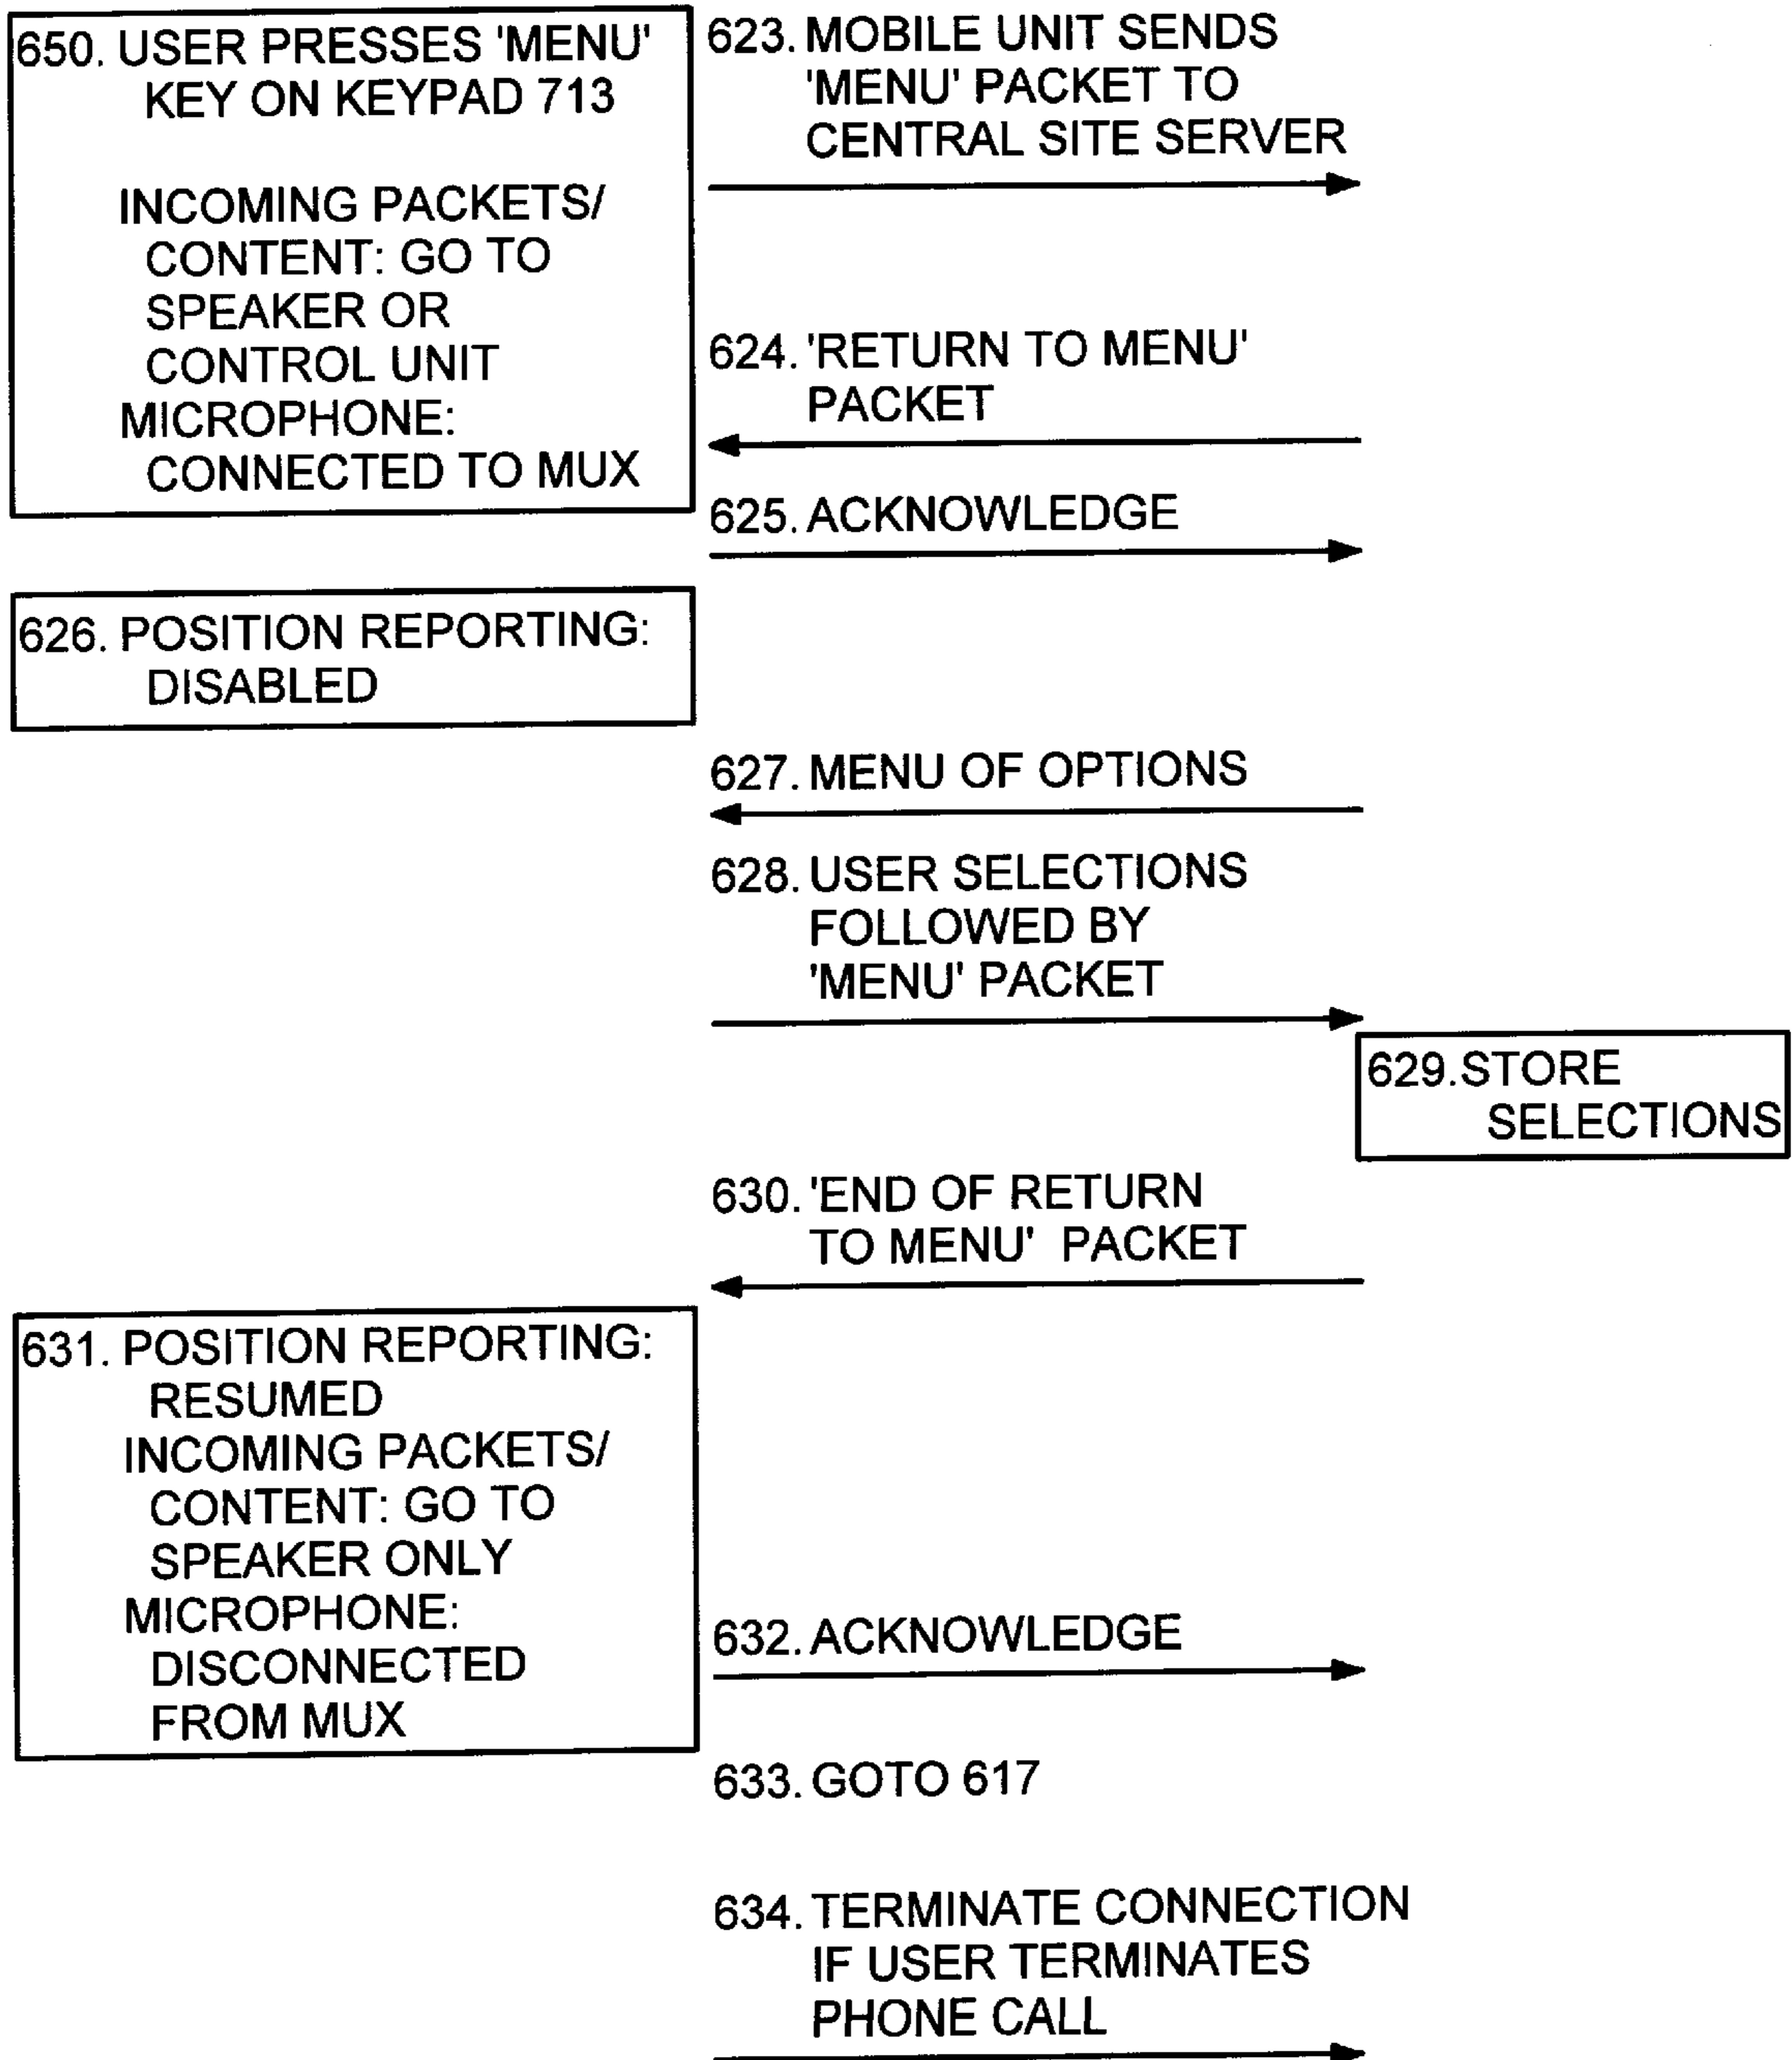 650. USER PRESSES 'MENU'
KEY ON KEYPAD 713
INCOMING PACKETS/
CONTENT: GO TO
SPEAKER OR
CONTROL UNIT
MICROPHONE:
CONNECTED TO MUX
623. MOBILE UNIT SENDS
'MENU' PACKET TO
CENTRAL SITE SERVER
624. 'RETURN TO MENU'
PACKET
625. ACKNOWLEDGE
626. POSITION REPORTING:
DISABLED
627. MENU OF OPTIONS
628. USER SELECTIONS
FOLLOWED BY
'MENU' PACKET
629. STORE
SELECTIONS
630. 'END OF RETURN
TO MENU' PACKET
631. POSITION REPORTING:
RESUMED
INCOMING PACKETS/
CONTENT: GO TO
SPEAKER ONLY
MICROPHONE:
DISCONNECTED
FROM MUX
632. ACKNOWLEDGE
633. GOTO 617
634. TERMINATE CONNECTION
IF USER TERMINATES
PHONE CALL